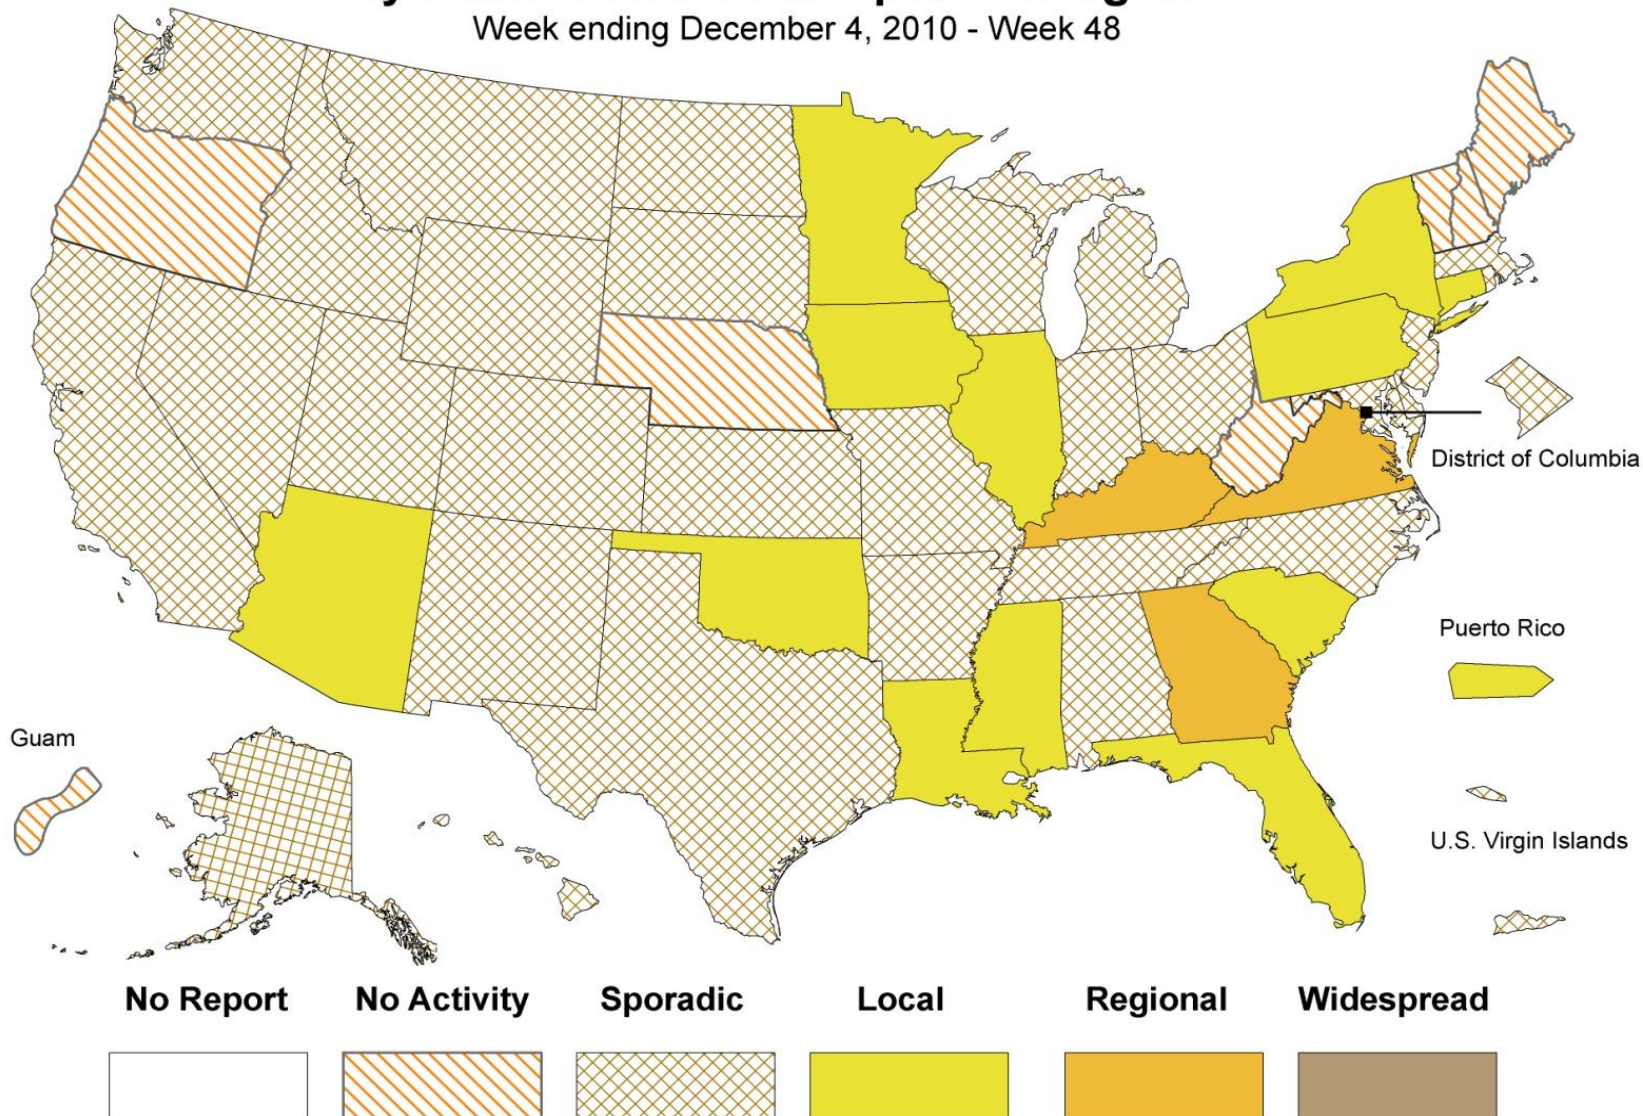 Week ending December 4, 2010 - Week 48
District of Columbia
Puerto Rico
Guam
U.S. Virgin Islands
No Report No Activity Sporadic Local Regional Widespread